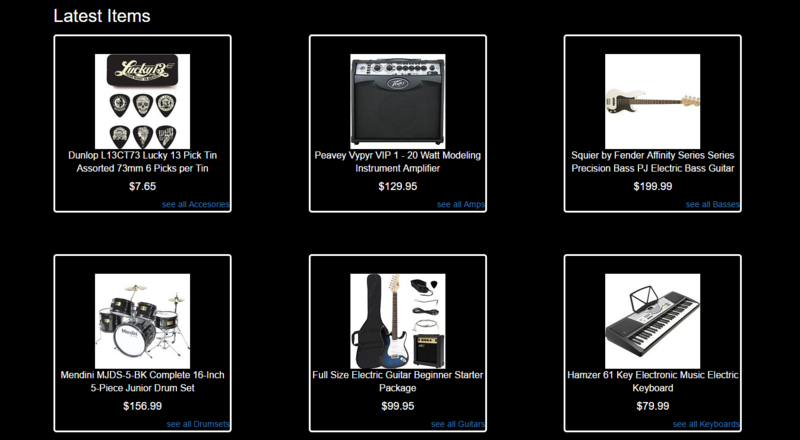 Latest Items
Lucky 13
Dunlop L13CT73 Lucky 13 Pick Tin
Assorted 73mm 6 Picks per Tin
$7.65
see all Accesories
Peavey
Peavey Vypyr VIP 1 - 20 Watt Modeling
Instrument Amplifier
$129.95
see all Amps
Squier by Fender Affinity Series Series
Precision Bass PJ Electric Bass Guitar
$199.99
see all Basses
Mendini
Mendini MJDS-5-BK Complete 16-Inch
5-Piece Junior Drum Set
$156.99
see all Drumsets
Full Size Electric Guitar Beginner Starter
Package
$99.95
see all Guitars
Hamzer 61 Key Electronic Music Electric
Keyboard
$79.99
see all Keyboards